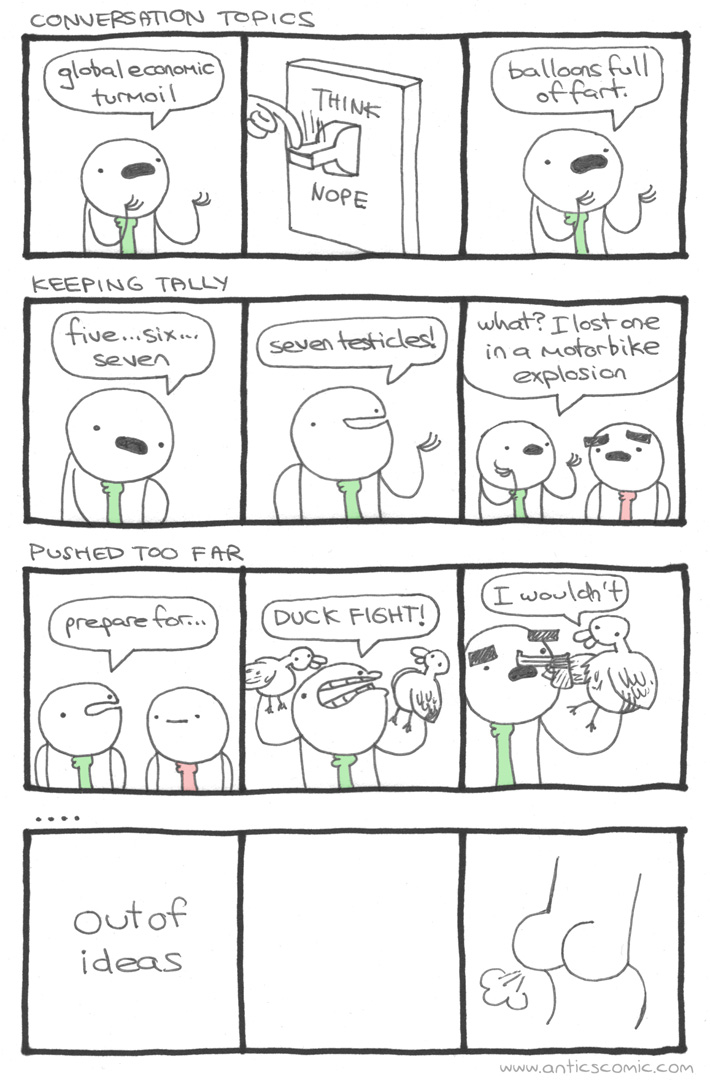 CONVERSATION TOPICS
global economic
turmoil
THINK
NOPE
balloons full
of fart.
KEEPING TALLY
five...six...
seven
seven testicles!
what? I lost one
in a motorbike
explosion
PUSHED TOO FAR
prepare for...
DUCK FIGHT!
I wouldn't
....
out of
ideas
www.anticscomic.com